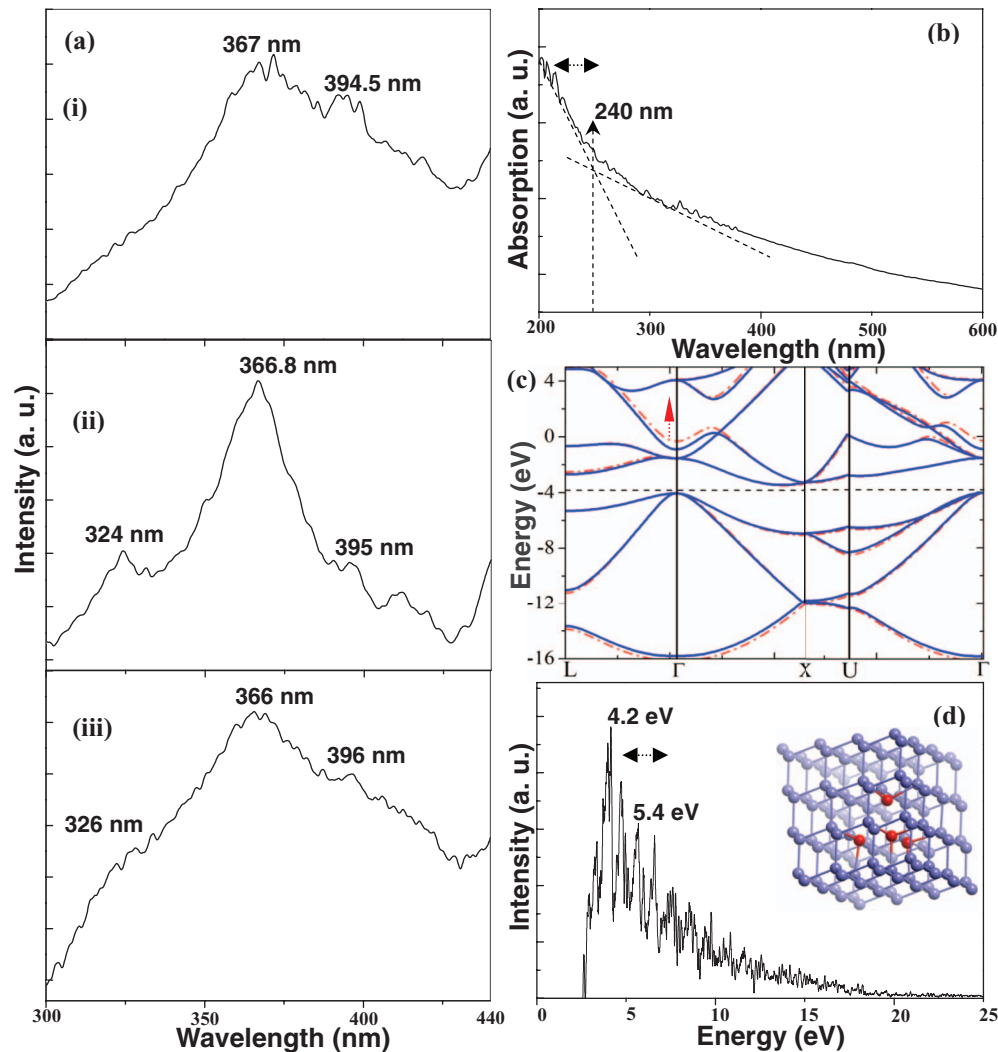 (a)
(i)
367 nm
394.5 nm
(ii)
366.8 nm
324 nm
395 nm
(iii)
366 nm
396 nm
326 nm
Intensity (a. u.)
300
350
400
440
Wavelength (nm)
(b)
240 nm
Absorption (a. u.)
200
300
400
500
600
Wavelength (nm)
(c)
4
0
-4
-8
-12
-16
Energy (eV)
L
Γ
X
U
Γ
(d)
4.2 eV
5.4 eV
Intensity (a. u.)
0
5
10
15
20
25
Energy (eV)